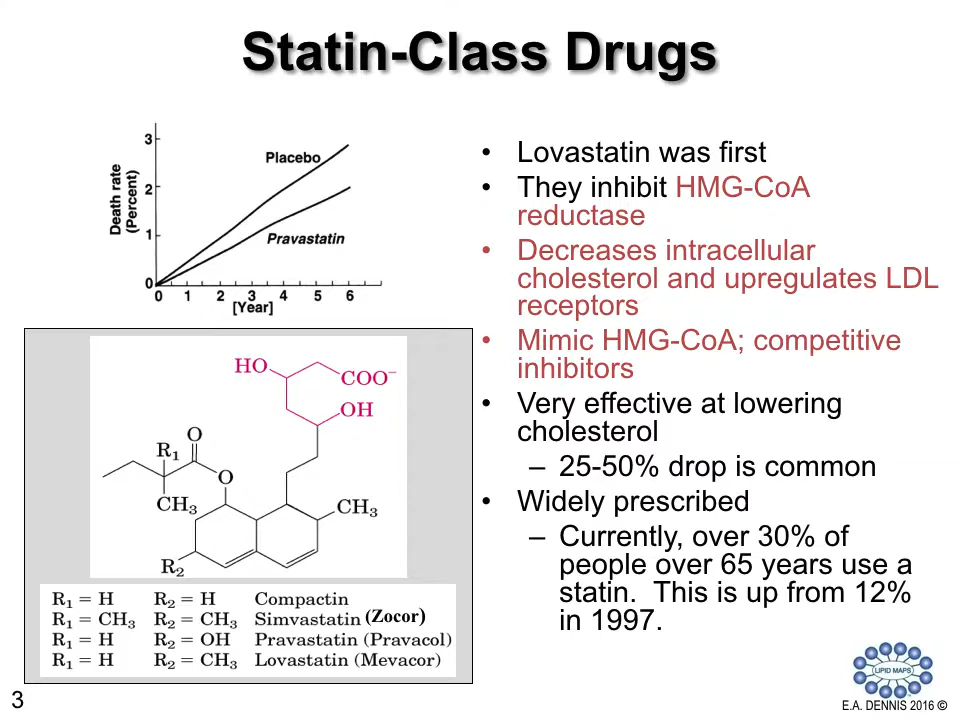 Statin-Class Drugs
3
2
1
0
Death rate
(Percent)
Placebo
Pravastatin
0 1 2 3 4 5 6
[Year]
HO
COO−
OH
O
R1
O
CH3
CH3
R2
R1 = H R2 = H Compactin
R1 = CH3 R2 = CH3 Simvastatin (Zocor)
R1 = H R2 = OH Pravastatin (Pravacol)
R1 = H R2 = CH3 Lovastatin (Mevacor)
• Lovastatin was first
• They inhibit HMG-CoA
reductase
• Decreases intracellular
cholesterol and upregulates LDL
receptors
• Mimic HMG-CoA; competitive
inhibitors
• Very effective at lowering
cholesterol
– 25-50% drop is common
• Widely prescribed
– Currently, over 30% of
people over 65 years use a
statin. This is up from 12%
in 1997.
LIPID MAPS
E.A. DENNIS 2016 ©
3